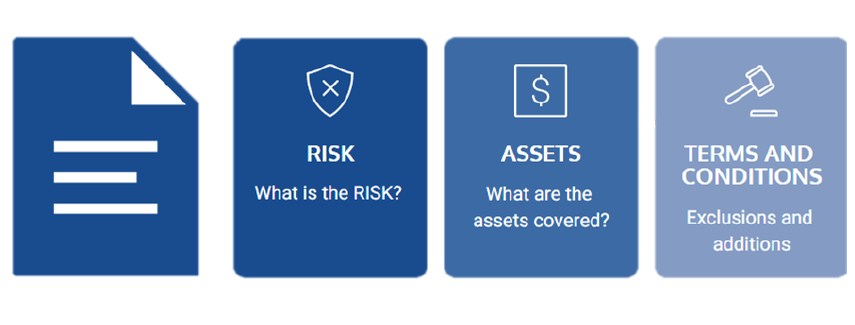 RISK
What is the RISK?
ASSETS
What are the
assets covered?
TERMS AND
CONDITIONS
Exclusions and
additions